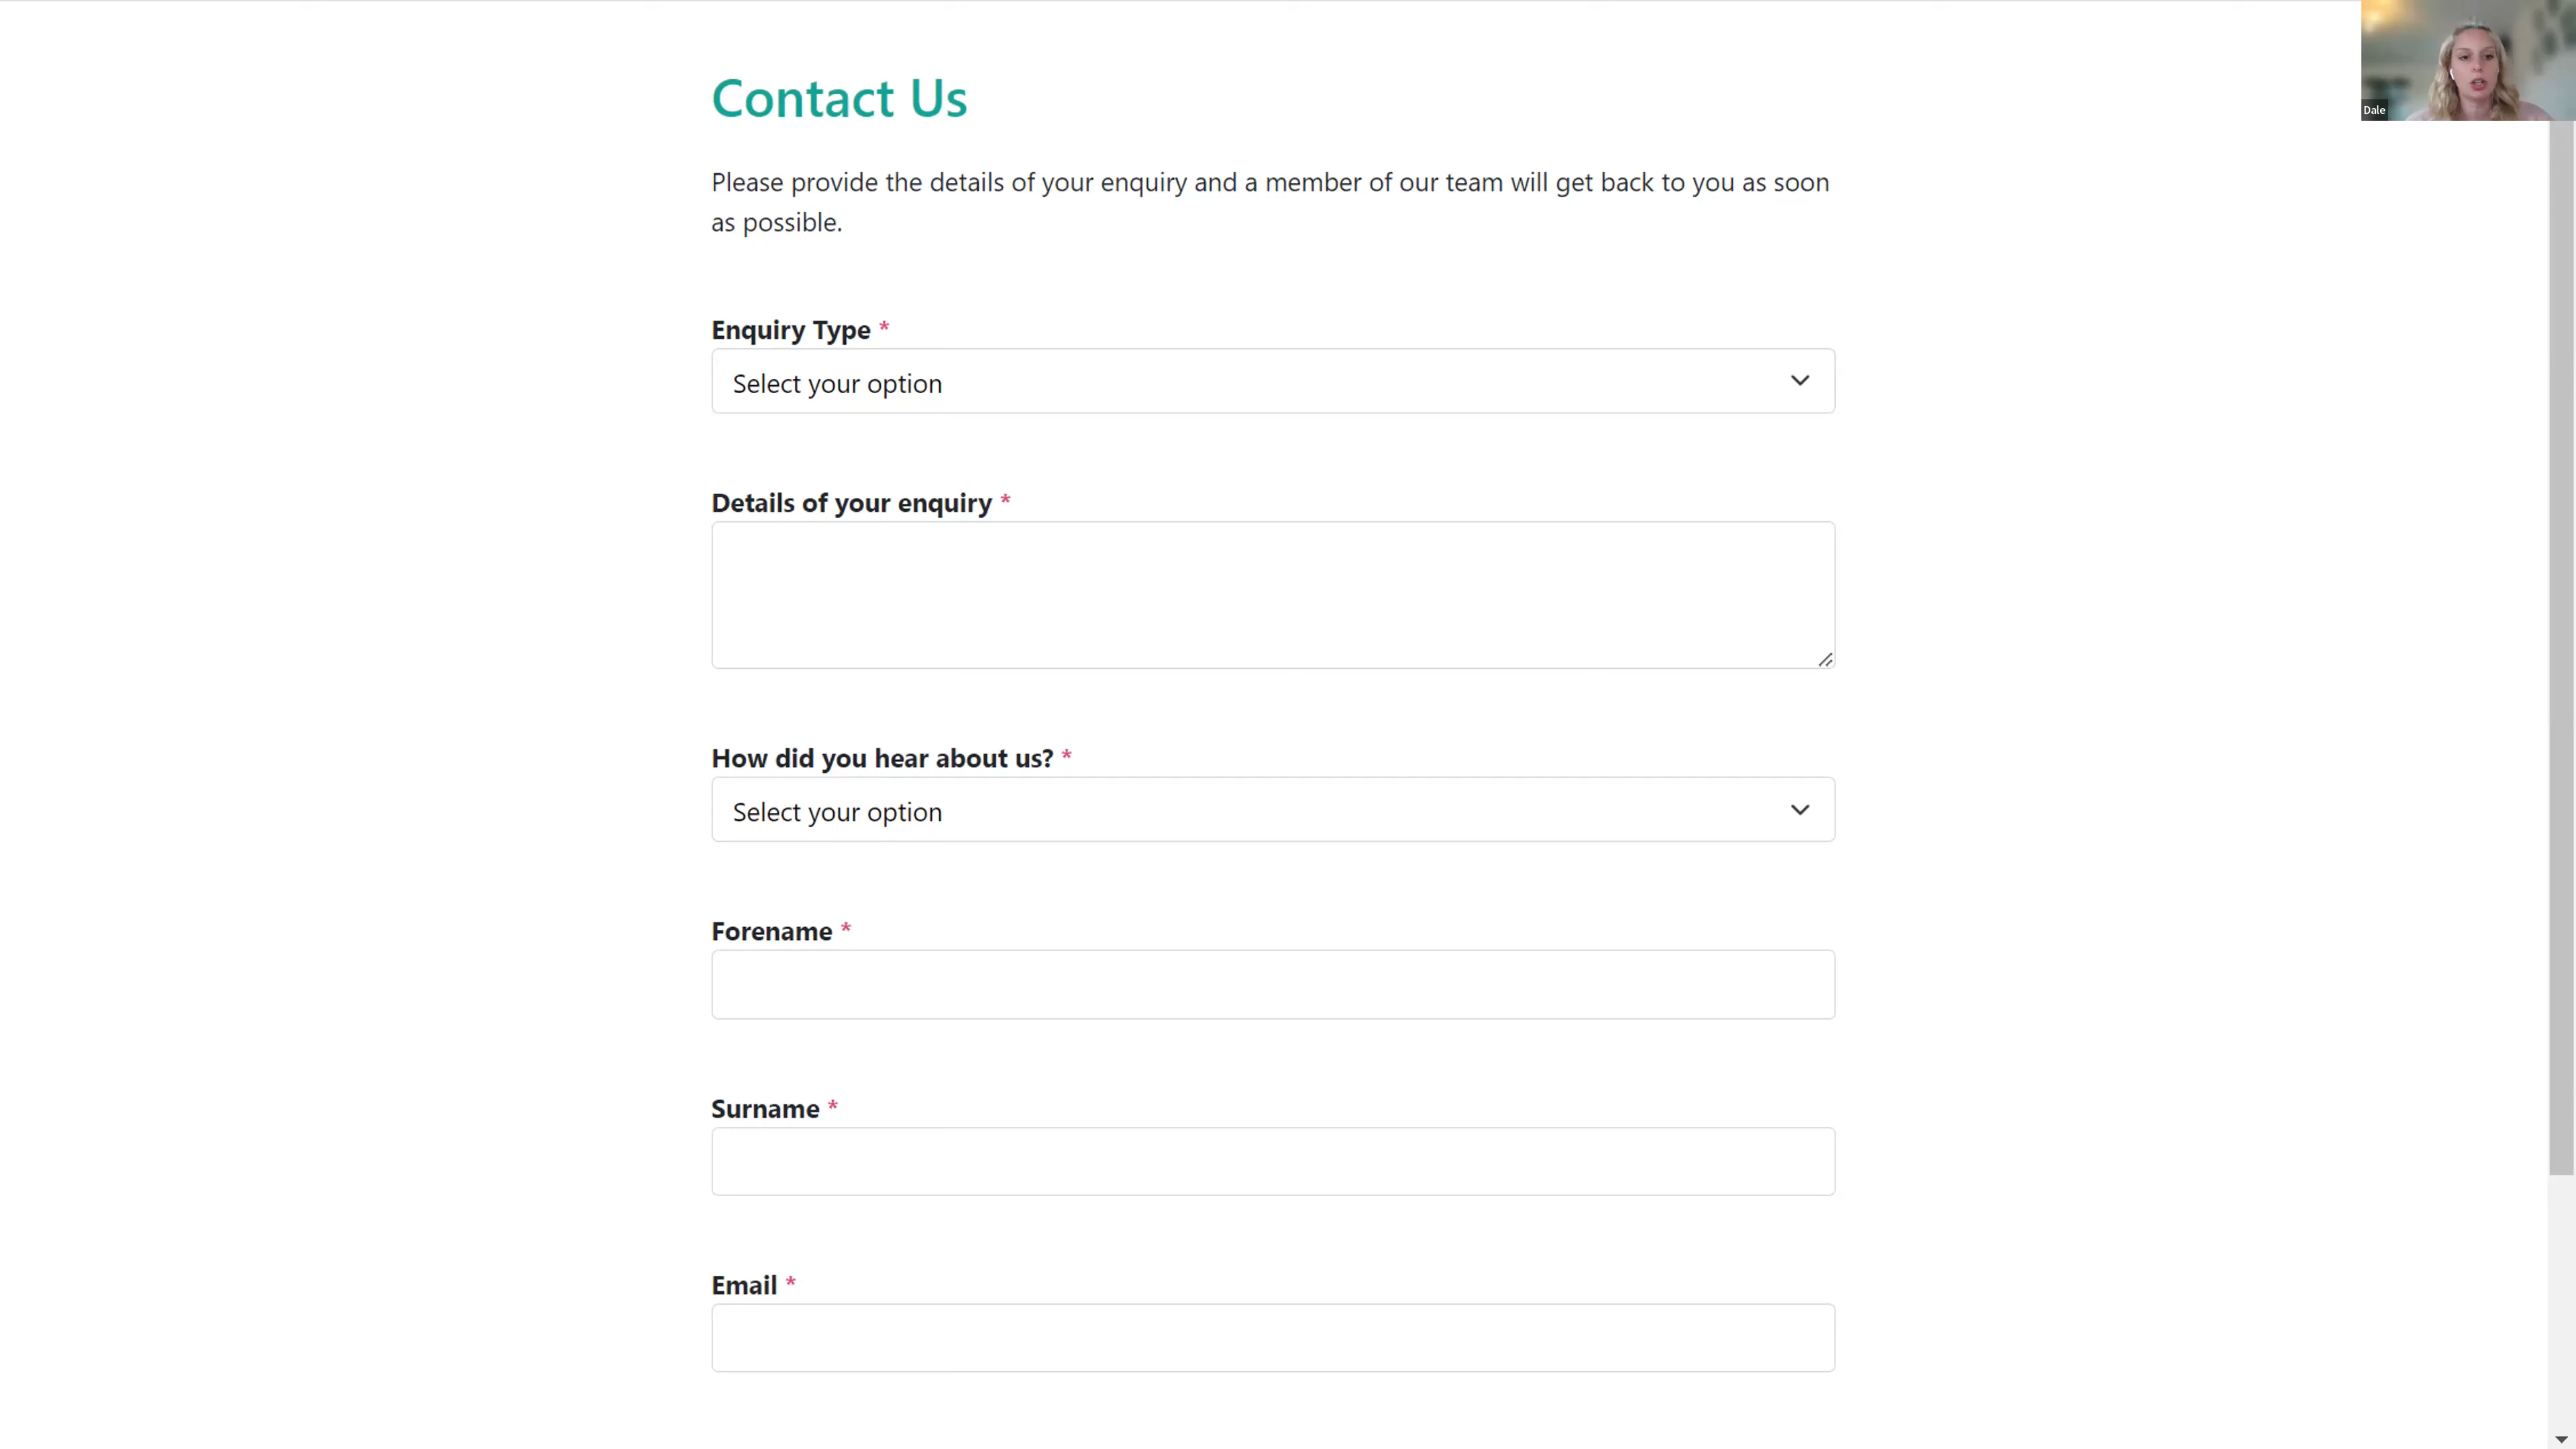 Contact Us
Dale
Please provide the details of your enquiry and a member of our team will get back to you as soon
as possible.
Enquiry Type *
Select your option
Details of your enquiry *
How did you hear about us? *
Select your option
Forename *
Surname *
Email *